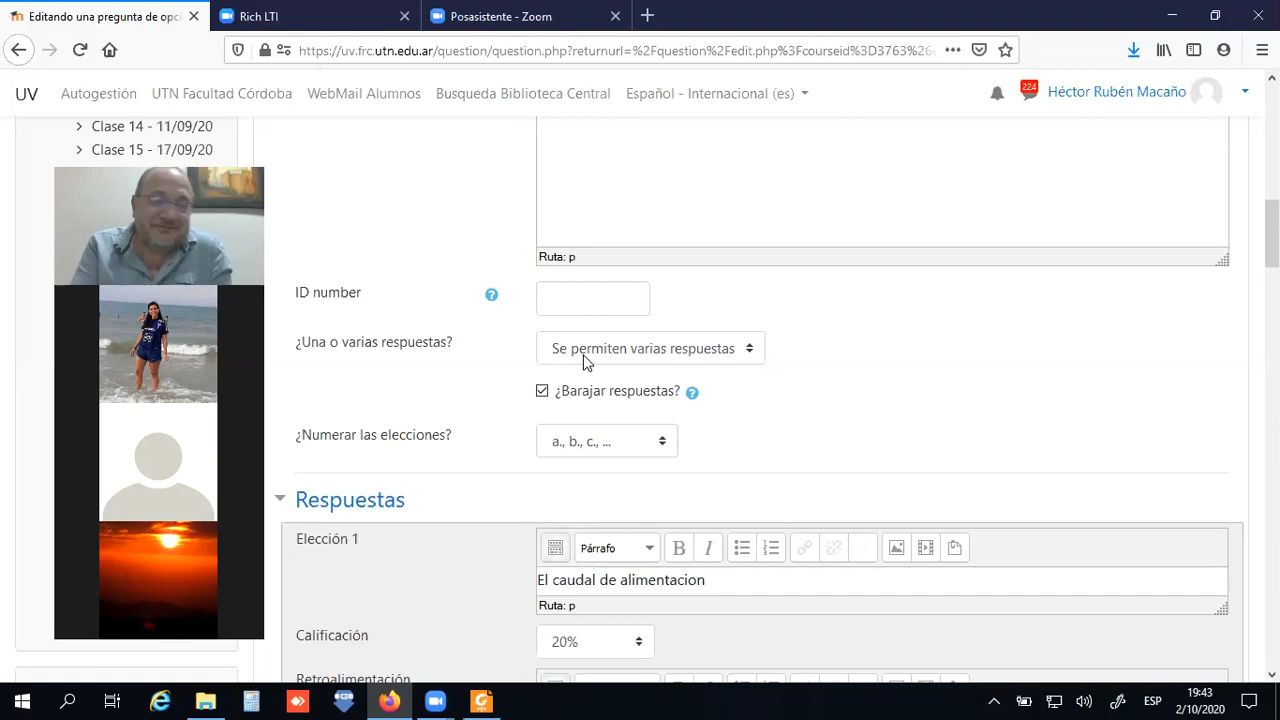 Editando una pregunta de opci
Rich LTI
Posasistente - Zoom
https://uv.frc.utn.edu.ar/question/question.php?returnurl=%2Fquestion%2Fedit.php%3Fcourseid%3D3763%26
UV
Autogestión
UTN Facultad Córdoba
WebMail Alumnos
Busqueda Biblioteca Central
Español - Internacional (es)
224
Héctor Rubén Macaño
Clase 14 - 11/09/20
Clase 15 - 17/09/20
Ruta: p
ID number
¿Una o varias respuestas?
Se permiten varias respuestas
¿Barajar respuestas?
¿Numerar las elecciones?
a., b., c., ...
Respuestas
Elección 1
Párrafo
B
I
El caudal de alimentacion
Ruta: p
Calificación
20%
Retroalimentación
ESP
19:43
2/10/2020